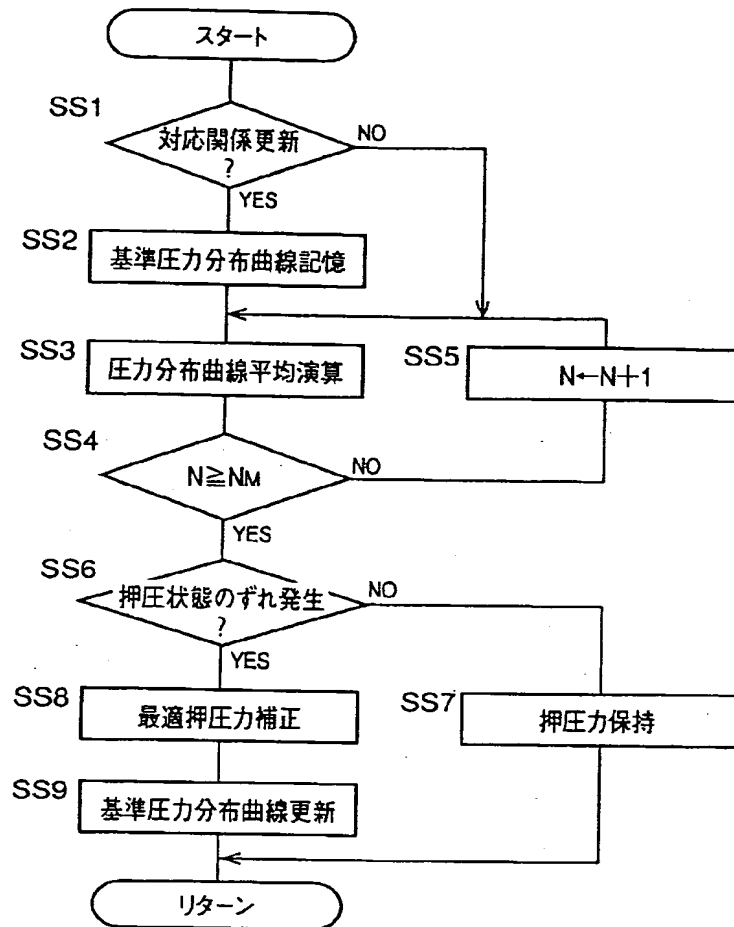 スタート
SS1
対応関係更新
?
NO
YES
SS2
基準圧力分布曲線記憶
SS3
圧力分布曲線平均演算
SS5
N←N+1
SS4
N≧NM
NO
YES
SS6
押圧状態のずれ発生
?
NO
YES
SS8
最適押圧力補正
SS7
押圧力保持
SS9
基準圧力分布曲線更新
リターン